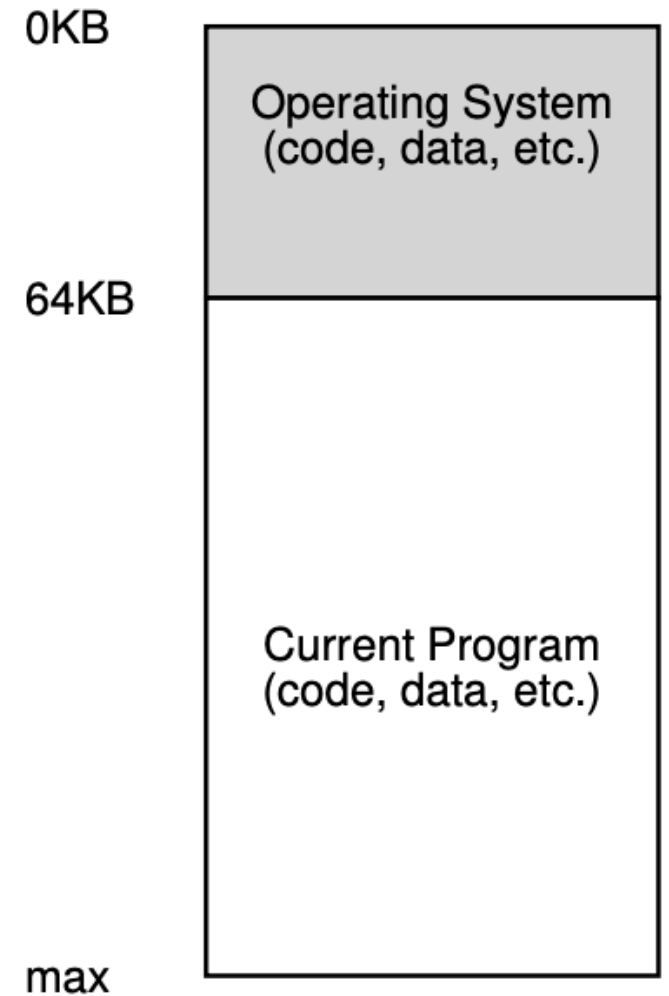 0KB
Operating System
(code, data, etc.)
64KB
Current Program
(code, data, etc.)
max